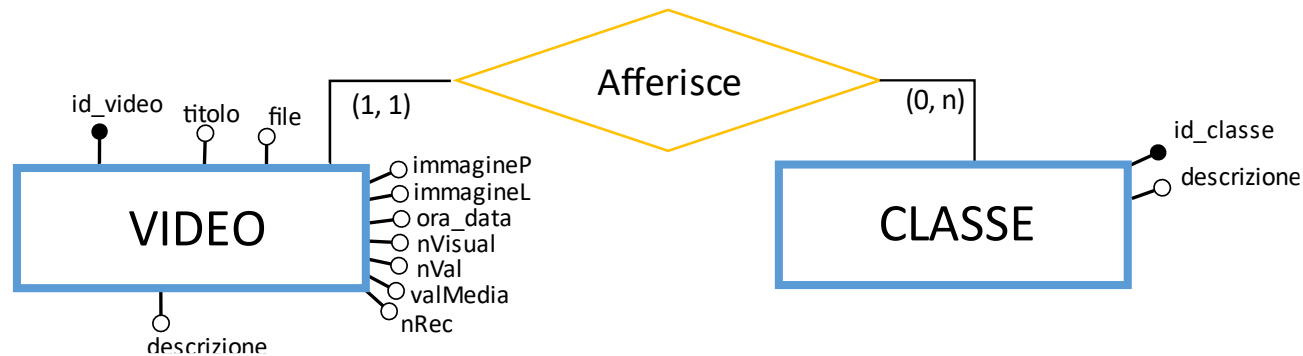 Afferisce
(1, 1)
(0, n)
id_video
titolo
file
VIDEO
immagineP
immagineL
ora_data
nVisual
nVal
valMedia
nRec
descrizione
CLASSE
id_classe
descrizione